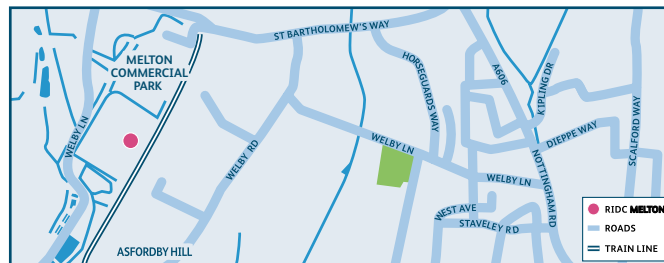 ST BARTHOLOMEW'S WAY
MELTON
COMMERCIAL
PARK
HORSEGUARDS WAY
A606
KIPLING DR
SCALFORD WAY
WELBY LN
WELBY RD
WELBY LN
DIEPPE WAY
NOTTINGHAM RD
WELBY LN
WEST AVE
STAVELEY RD
ASFORDBY HILL
RIDC MELTON
ROADS
TRAIN LINE